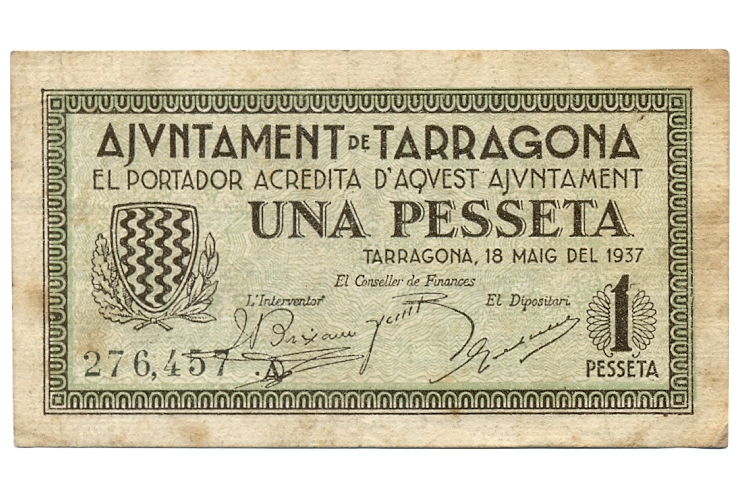 AJVNTAMENT DE TARRAGONA
EL PORTADOR ACREDITA D'AQVEST AJVNTAMENT
UNA PESSETA
TARRAGONA, 18 MAIG DEL 1937
El Conseller de Finances
L'Interventor
El Dipositari
276,457 .A
1
PESSETA